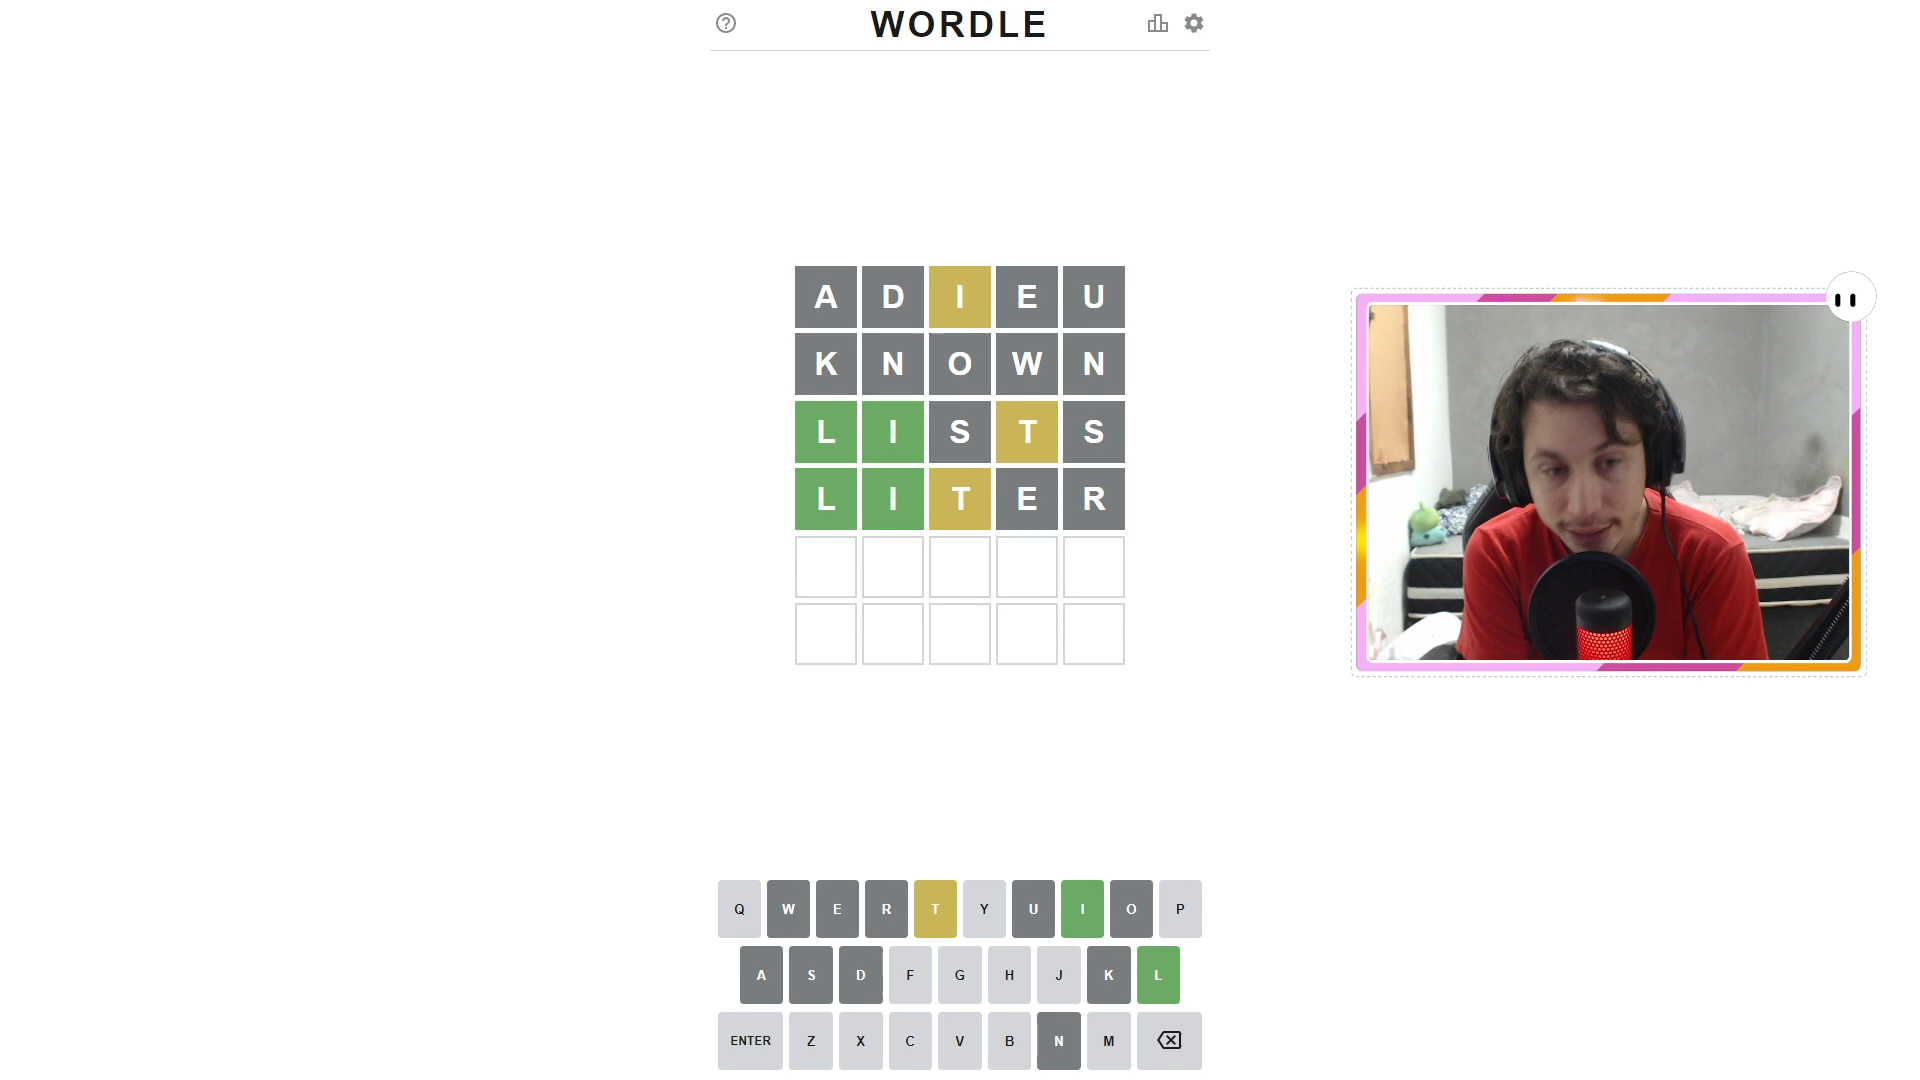 WORDLE
A D I E U
K N O W N
L I S T S
L I T E R
Q W E R T Y U I O P
A S D F G H J K L
ENTER Z X C V B N M